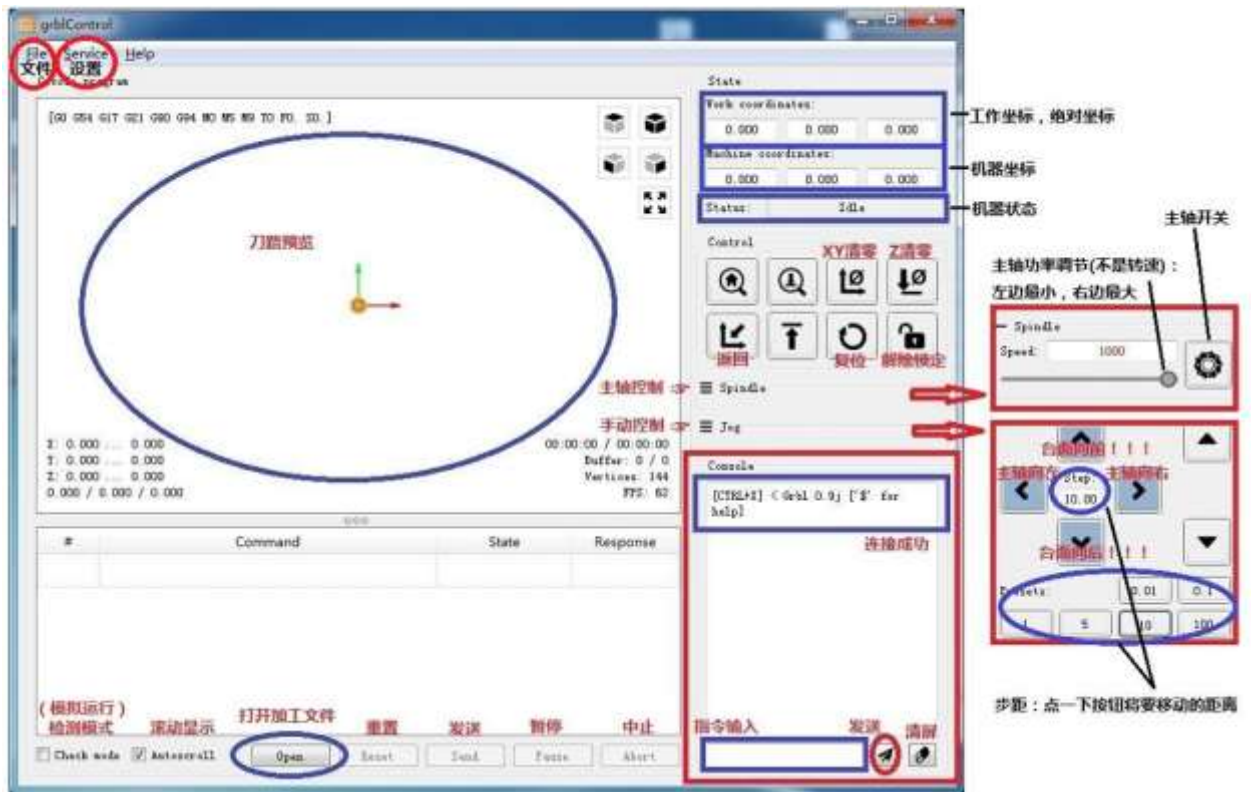 grblControl
File Service Help
文件 设置
[G0 G54 G17 G21 G90 G94 M0 M5 M9 T0 F0. S0.]
刀路预览
X: 0.000 ... 0.000
Y: 0.000 ... 0.000
Z: 0.000 ... 0.000
0.000 / 0.000 / 0.000
00:00:00 / 00:00:00
Buffer: 0 / 0
Vertices: 144
FPS: 62
# Command State Response
(模拟运行)
检测模式 滚动显示 打开加工文件 重置 发送 暂停 中止
Check mode Autoscroll Open Reset Send Pause Abort
State
Work coordinates:
0.000 0.000 0.000
工作坐标，绝对坐标
Machine coordinates:
0.000 0.000 0.000
机器坐标
Status: Idle
机器状态
Control
XY清零 Z清零
返回 复位 解除锁定
主轴控制 Spindle
手动控制 Jog
Console
[CTRL+X] < Grbl 0.9j ['$' for
help]
连接成功
指令输入 发送 清屏
主轴开关
主轴功率调节(不是转速)：
左边最小，右边最大
Spindle
Speed: 1000
台面向前！！！
主轴向左 Step: 主轴向右
10.00
台面向后！！！
Presets: 0.01 0.1
1 5 10 100
步距：点一下按钮将要移动的距离